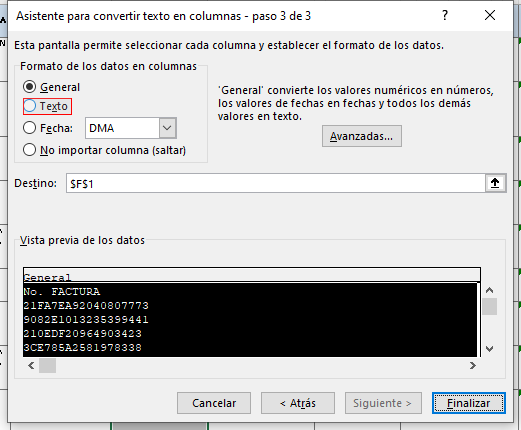 Asistente para convertir texto en columnas - paso 3 de 3
Esta pantalla permite seleccionar cada columna y establecer el formato de los datos.
Formato de los datos en columnas
General
Texto
Fecha: DMA
No importar columna (saltar)
'General' convierte los valores numéricos en números,
los valores de fechas en fechas y todos los demás
valores en texto.
Avanzadas...
Destino: $F$1
Vista previa de los datos
General
No. FACTURA
21FA7EA92040807773
9082E1013235399441
210EDF20964903423
3CE785A2581978338
Cancelar < Atrás Siguiente > Finalizar